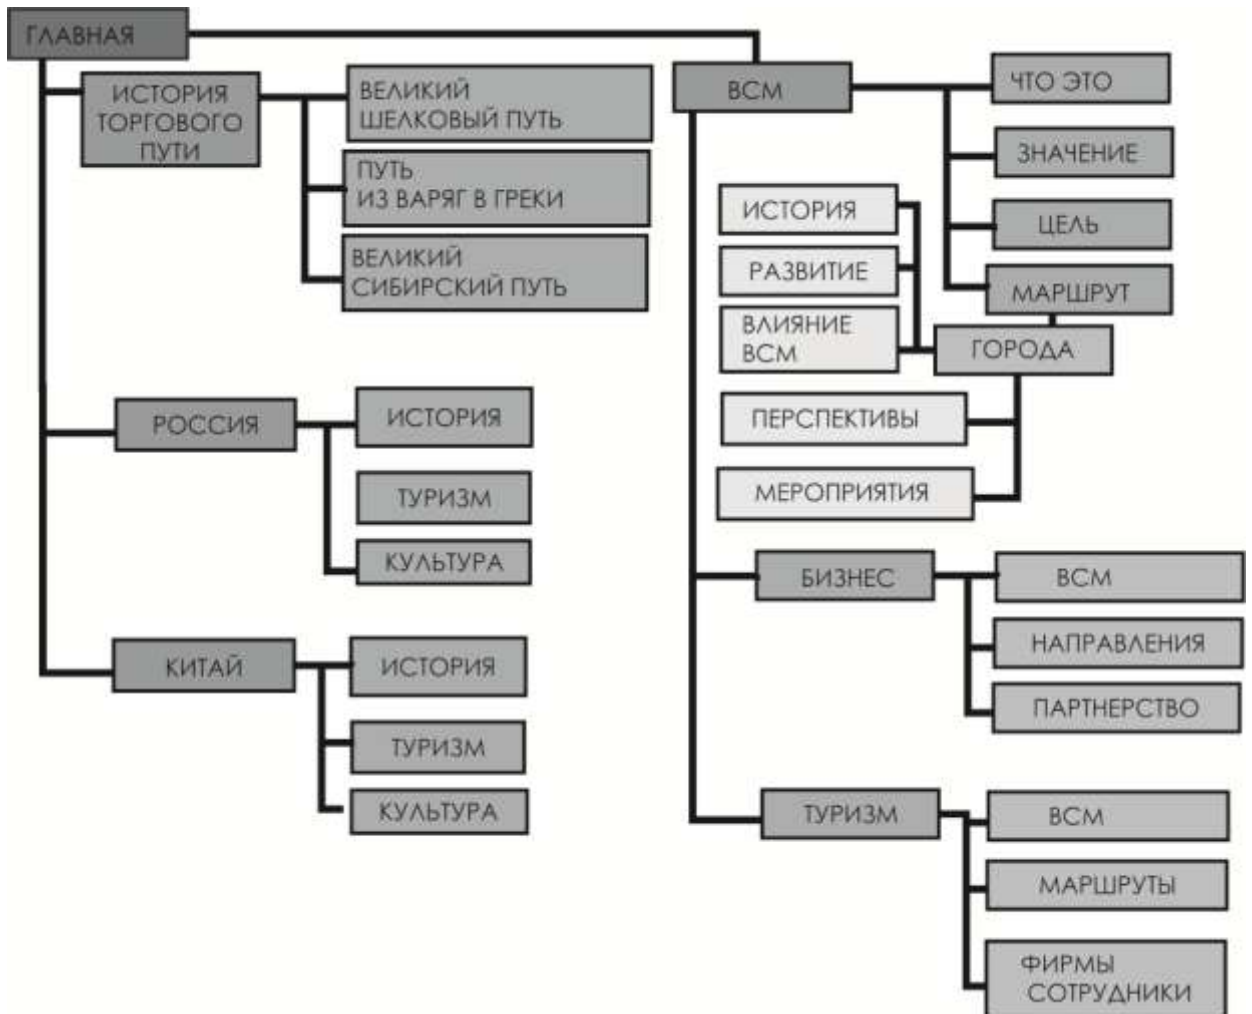 ГЛАВНАЯ
ИСТОРИЯ
ТОРГОВОГО
ПУТИ
ВЕЛИКИЙ
ШЕЛКОВЫЙ ПУТЬ
ПУТЬ
ИЗ ВАРЯГ В ГРЕКИ
ВЕЛИКИЙ
СИБИРСКИЙ ПУТЬ
РОССИЯ
ИСТОРИЯ
ТУРИЗМ
КУЛЬТУРА
КИТАЙ
ИСТОРИЯ
ТУРИЗМ
КУЛЬТУРА
ВСМ
ЧТО ЭТО
ЗНАЧЕНИЕ
ЦЕЛЬ
МАРШРУТ
ГОРОДА
ИСТОРИЯ
РАЗВИТИЕ
ВЛИЯНИЕ
ВСМ
ПЕРСПЕКТИВЫ
МЕРОПРИЯТИЯ
БИЗНЕС
ВСМ
НАПРАВЛЕНИЯ
ПАРТНЕРСТВО
ТУРИЗМ
ВСМ
МАРШРУТЫ
ФИРМЫ
СОТРУДНИКИ